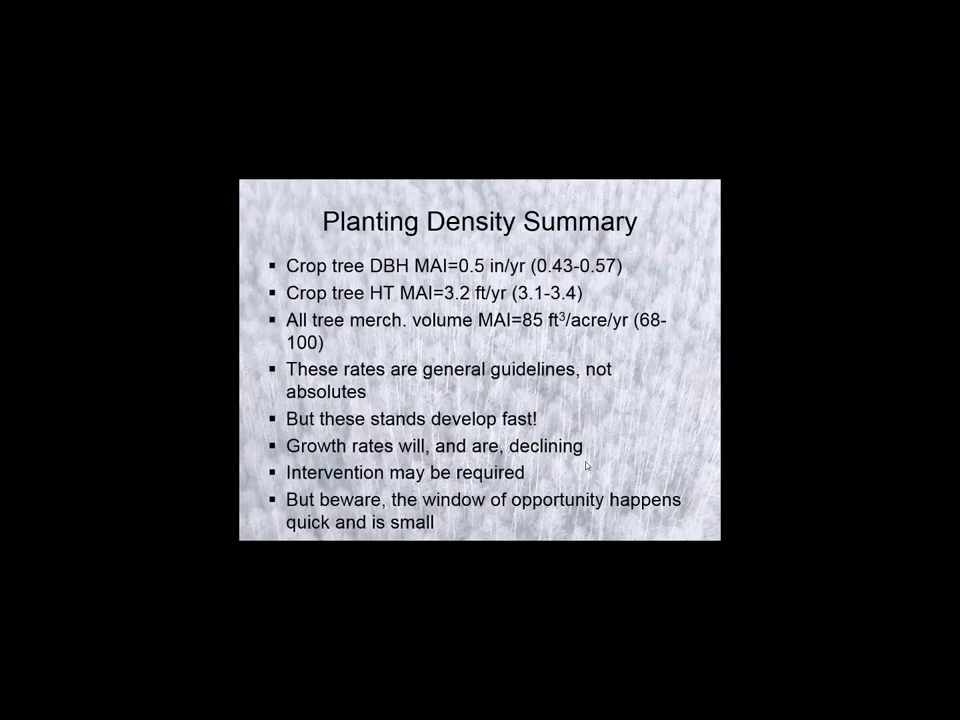 Planting Density Summary
▪ Crop tree DBH MAI=0.5 in/yr (0.43-0.57)
▪ Crop tree HT MAI=3.2 ft/yr (3.1-3.4)
▪ All tree merch. volume MAI=85 ft³/acre/yr (68-
100)
▪ These rates are general guidelines, not
absolutes
▪ But these stands develop fast!
▪ Growth rates will, and are, declining
▪ Intervention may be required
▪ But beware, the window of opportunity happens
quick and is small